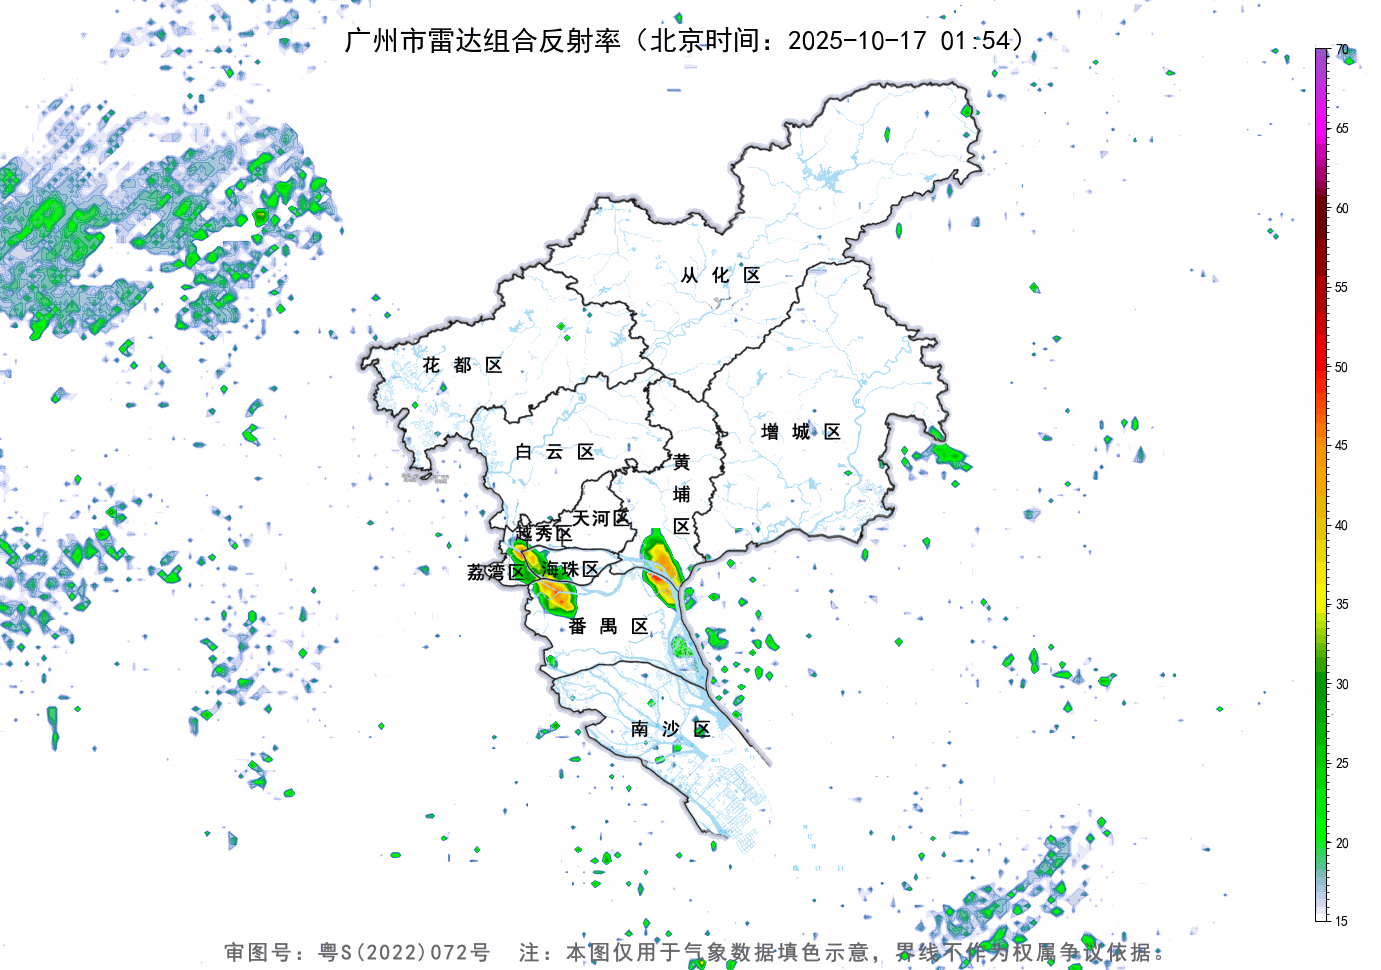 广州市雷达组合反射率（北京时间：2025-10-17 01:54）
70
65
60
55
50
45
40
35
30
25
20
15
从化区
花都区
增城区
白云区
黄埔区
天河区
越秀区
荔湾区
海珠区
番禺区
南沙区
审图号：粤S(2022)072号 注：本图仅用于气象数据填色示意，界线不作为权属争议依据。